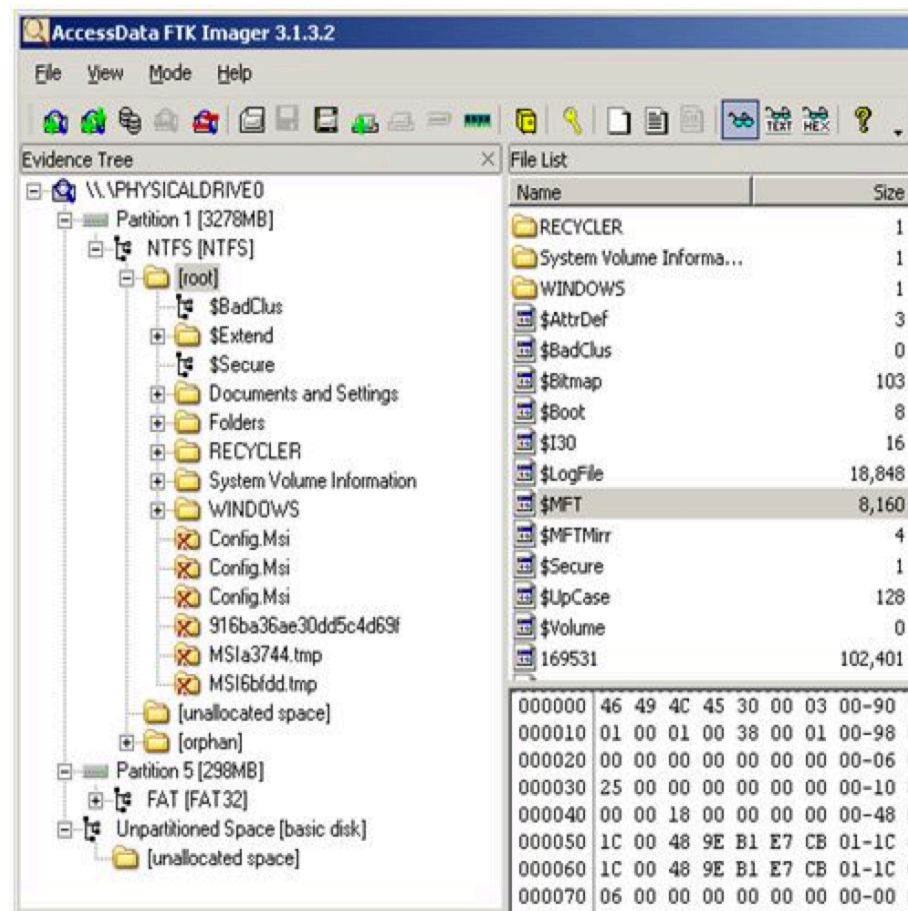 AccessData FTK Imager 3.1.3.2
File View Mode Help
TEXT HEX
Evidence Tree
\\.\PHYSICALDRIVE0
Partition 1 [3278MB]
NTFS [NTFS]
[root]
$BadClus
$Extend
$Secure
Documents and Settings
Folders
RECYCLER
System Volume Information
WINDOWS
Config.Msi
Config.Msi
Config.Msi
916ba36ae30dd5c4d69f
MSIa3744.tmp
MSI6bfdd.tmp
[unallocated space]
[orphan]
Partition 5 [298MB]
FAT [FAT32]
Unpartitioned Space [basic disk]
[unallocated space]
File List
Name Size
RECYCLER 1
System Volume Informa... 1
WINDOWS 1
$AttrDef 3
$BadClus 0
$Bitmap 103
$Boot 8
$I30 16
$LogFile 18,848
$MFT 8,160
$MFTMirr 4
$Secure 1
$UpCase 128
$Volume 0
169531 102,401
000000 46 49 4C 45 30 00 03 00-90
000010 01 00 01 00 38 00 01 00-98
000020 00 00 00 00 00 00 00 00-06
000030 25 00 00 00 00 00 00 00-10
000040 00 00 18 00 00 00 00 00-48
000050 1C 00 48 9E B1 E7 CB 01-1C
000060 1C 00 48 9E B1 E7 CB 01-1C
000070 06 00 00 00 00 00 00 00-00